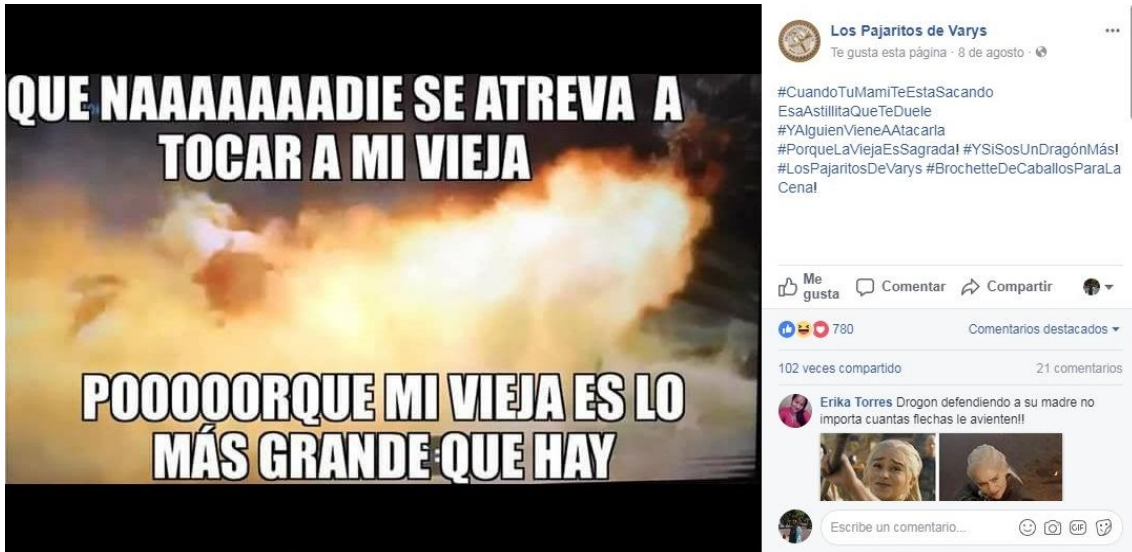 QUE NAAAAAAAADIE SE ATREVA A
TOCAR A MI VIEJA
POOOOORQUE MI VIEJA ES LO
MÁS GRANDE QUE HAY
Los Pajaritos de Varys
Te gusta esta página · 8 de agosto ·
#CuandoTuMamiTeEstaSacando
EsaAstillitaQueTeDuele
#YAlguienVieneAAtacarla
#PorqueLaViejaEsSagrada! #YSiSosUnDragónMás!
#LosPajaritosDeVarys #BrochetteDeCaballosParaLa
Cena!
Me gusta Comentar Compartir
780 Comentarios destacados
102 veces compartido 21 comentarios
Erika Torres Drogon defendiendo a su madre no
importa cuantas flechas le avienten!!
Escribe un comentario... GIF